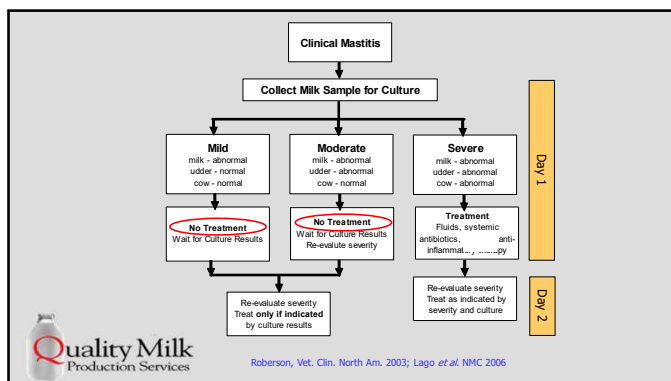 Clinical Mastitis
Collect Milk Sample for Culture
Mild
milk - abnormal
udder - normal
cow - normal
Moderate
milk - abnormal
udder - abnormal
cow - normal
Severe
milk - abnormal
udder - abnormal
cow - abnormal
Day 1
No Treatment
Wait for Culture Results
No Treatment
Wait for Culture Results
Re-evaluate severity
Treatment
Fluids, systemic
antibiotics, anti-
inflammatory therapy
Re-evaluate severity
Treat only if indicated
by culture results
Re-evaluate severity
Treat as indicated by
severity and culture
Day 2
Quality Milk
Production Services
Roberson, Vet. Clin. North Am. 2003; Lago et al. NMC 2006